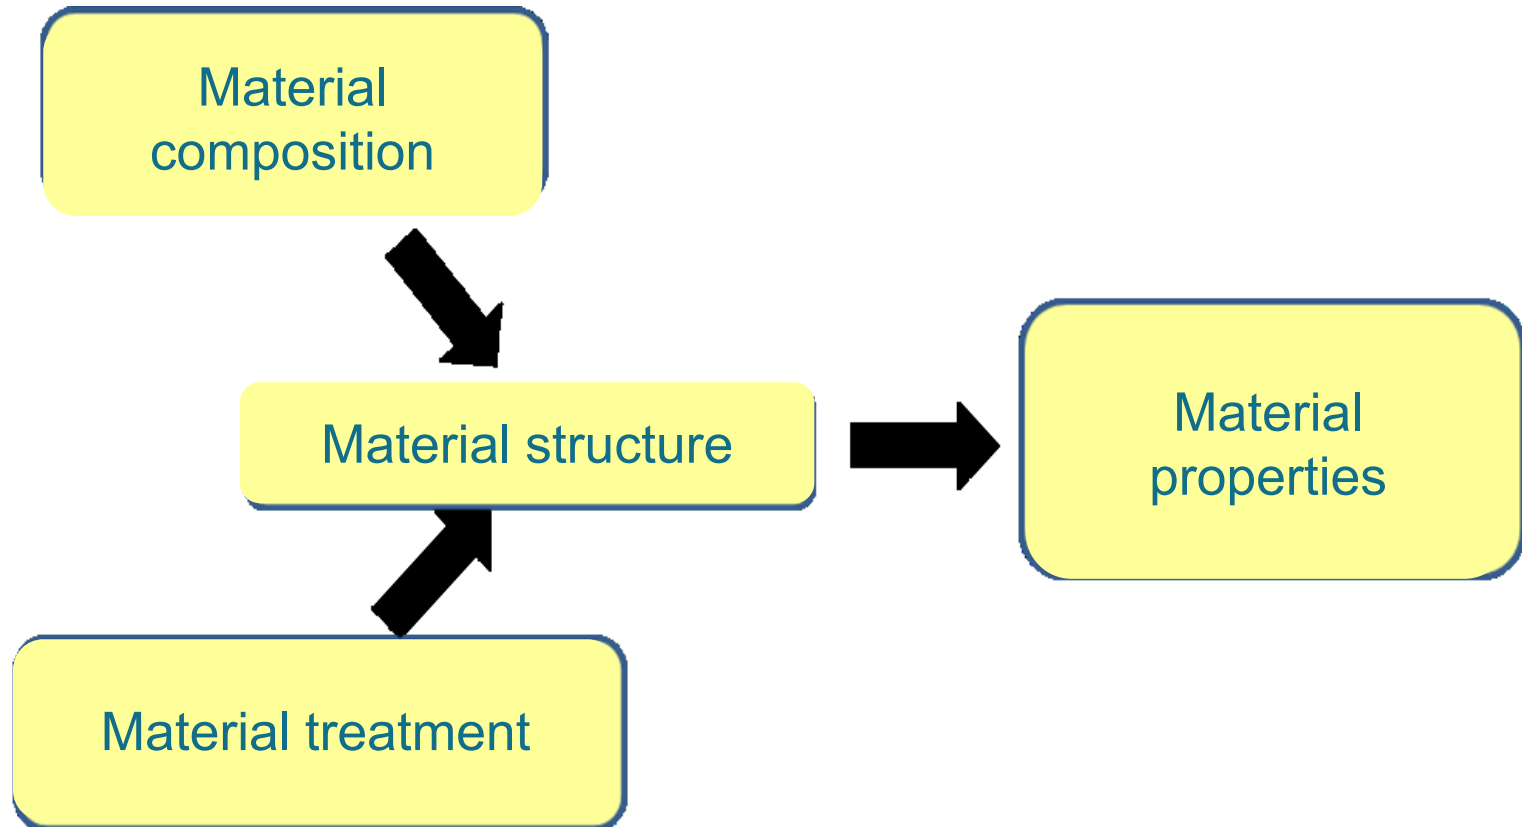 Material
composition
Material structure
Material
properties
Material treatment